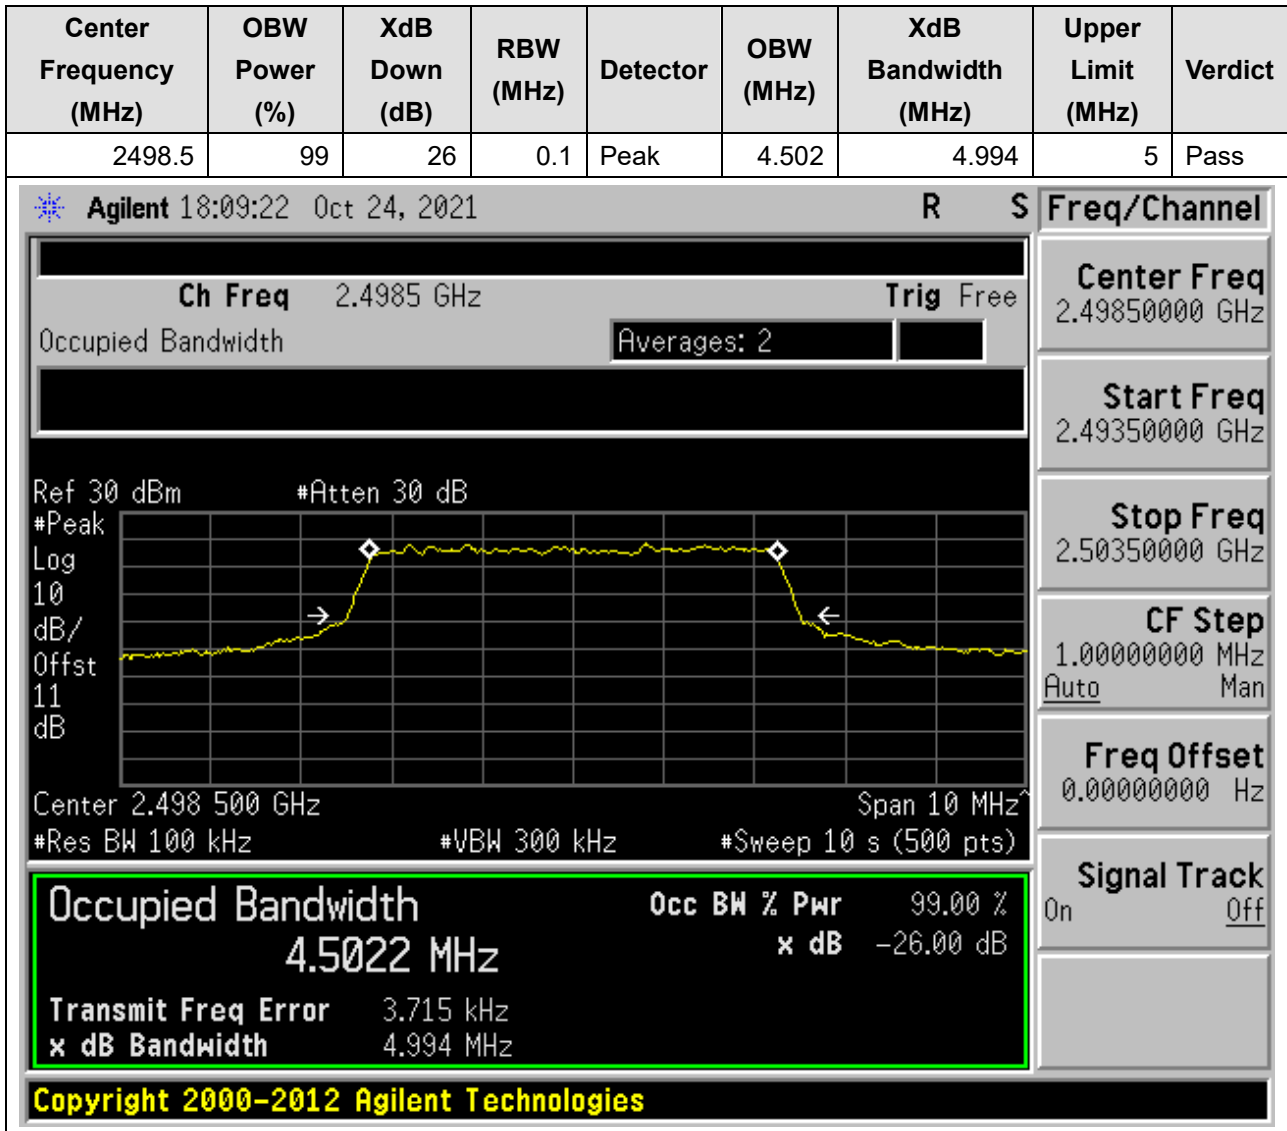 Center Frequency (MHz) OBW Power (%) XdB Down (dB) RBW (MHz) Detector OBW (MHz) XdB Bandwidth (MHz) Upper Limit (MHz) Verdict
2498.5 99 26 0.1 Peak 4.502 4.994 5 Pass
Agilent 18:09:22 Oct 24, 2021 R S Freq/Channel
Ch Freq 2.4985 GHz Trig Free
Occupied Bandwidth Averages: 2
Center Freq
2.49850000 GHz
Start Freq
2.49350000 GHz
Stop Freq
2.50350000 GHz
CF Step
1.00000000 MHz
Auto Man
Freq Offset
0.00000000 Hz
Signal Track
On Off
Ref 30 dBm #Atten 30 dB
#Peak
Log
10
dB/
Offst
11
dB
Center 2.498 500 GHz Span 10 MHz^
#Res BW 100 kHz #VBW 300 kHz #Sweep 10 s (500 pts)
Occupied Bandwidth Occ BW % Pwr 99.00 %
4.5022 MHz x dB -26.00 dB
Transmit Freq Error 3.715 kHz
x dB Bandwidth 4.994 MHz
Copyright 2000-2012 Agilent Technologies